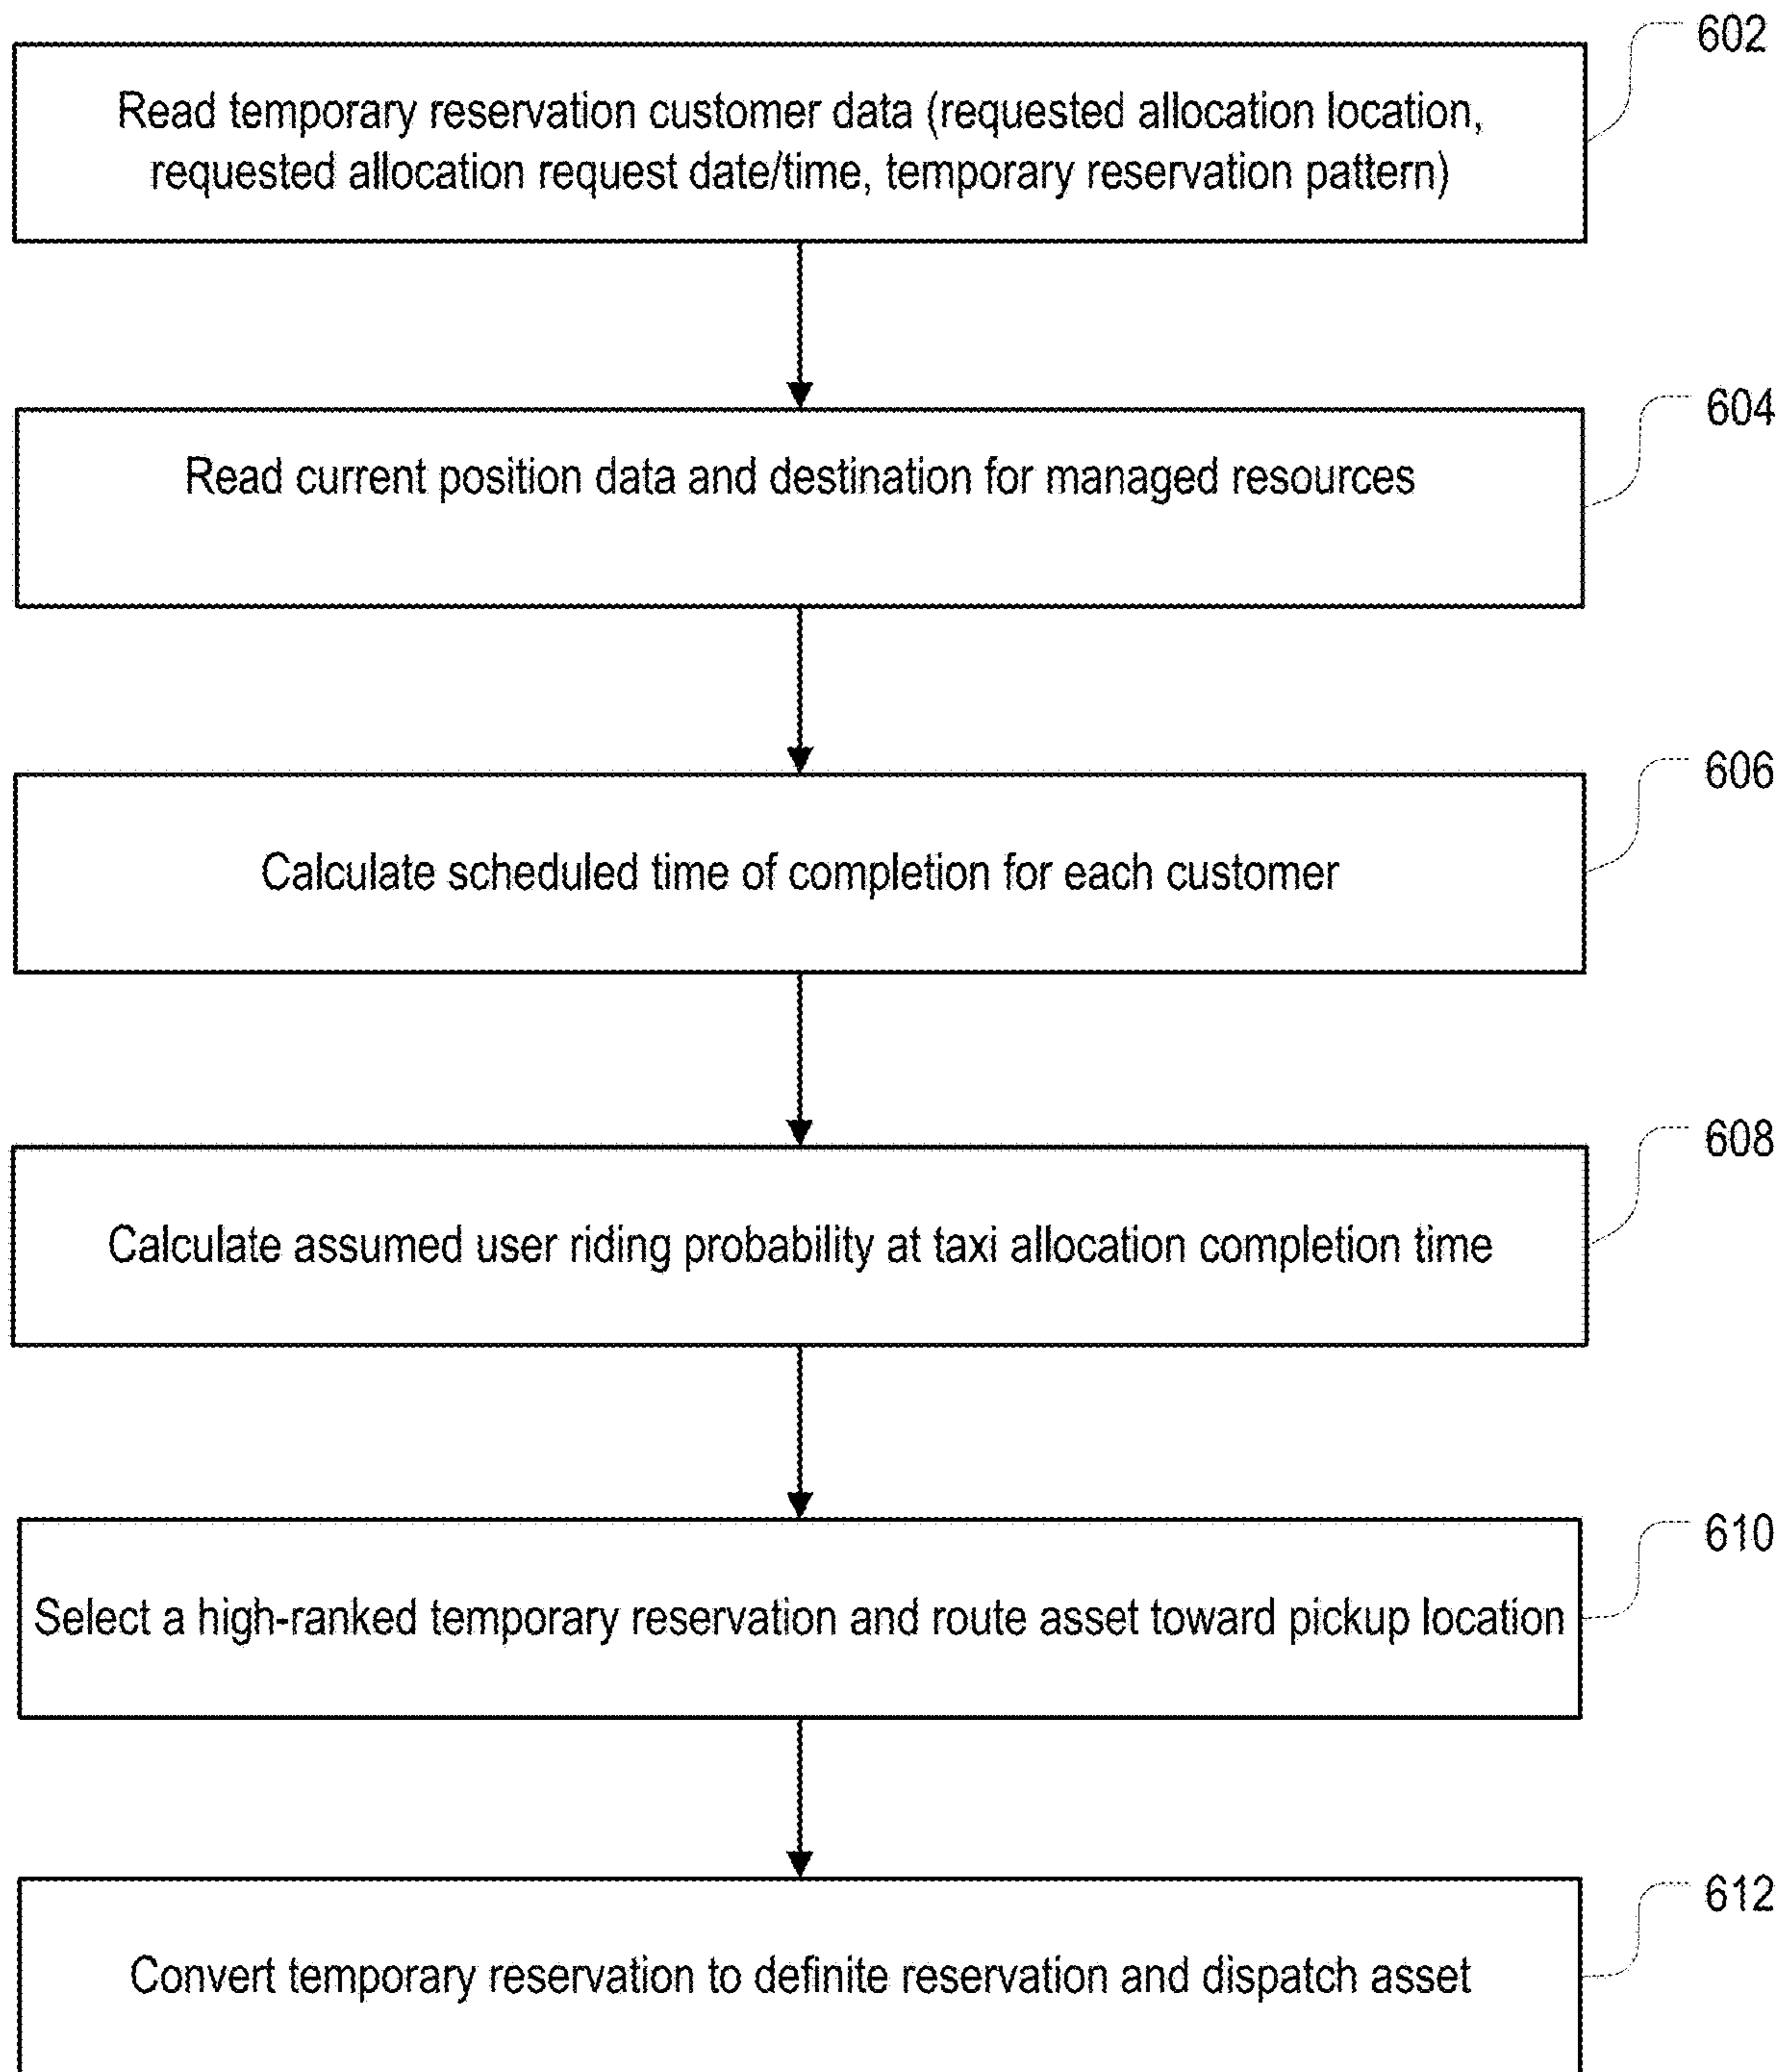 602
Read temporary reservation customer data (requested allocation location,
requested allocation request date/time, temporary reservation pattern)
604
Read current position data and destination for managed resources
606
Calculate scheduled time of completion for each customer
608
Calculate assumed user riding probability at taxi allocation completion time
610
Select a high-ranked temporary reservation and route asset toward pickup location
612
Convert temporary reservation to definite reservation and dispatch asset